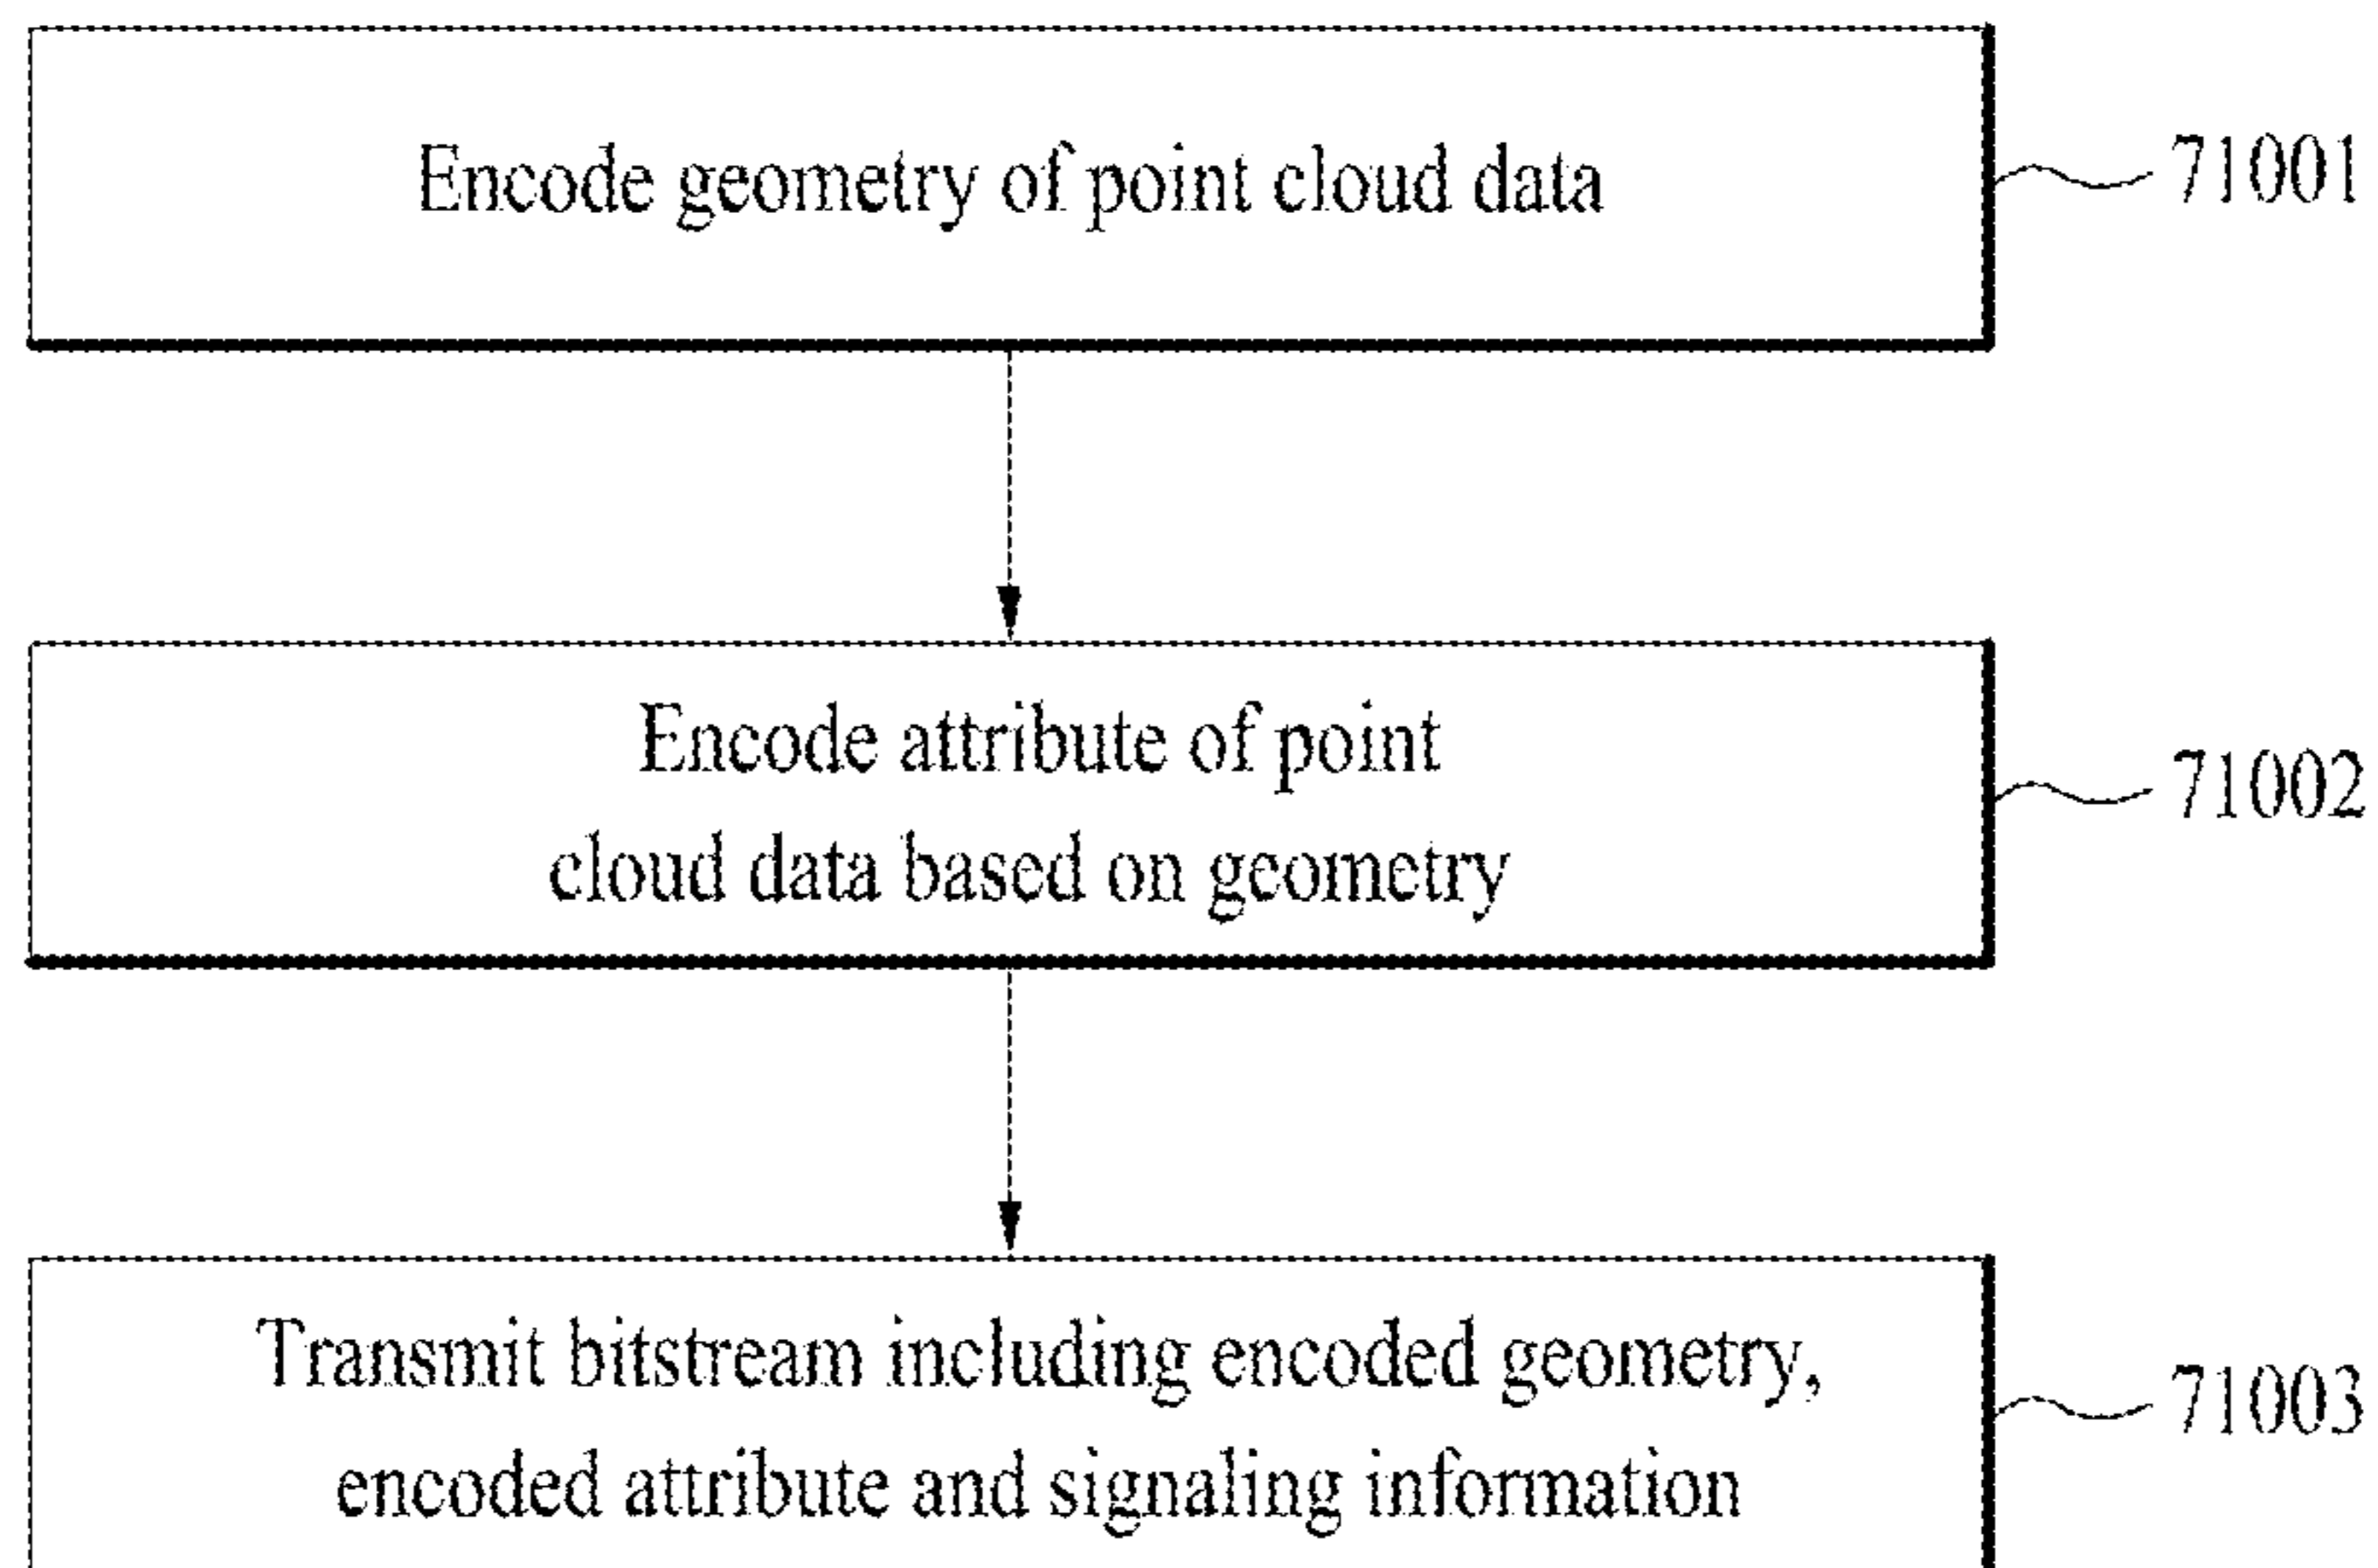 Encode geometry of point cloud data
71001
Encode attribute of point
cloud data based on geometry
71002
Transmit bitstream including encoded geometry,
encoded attribute and signaling information
71003